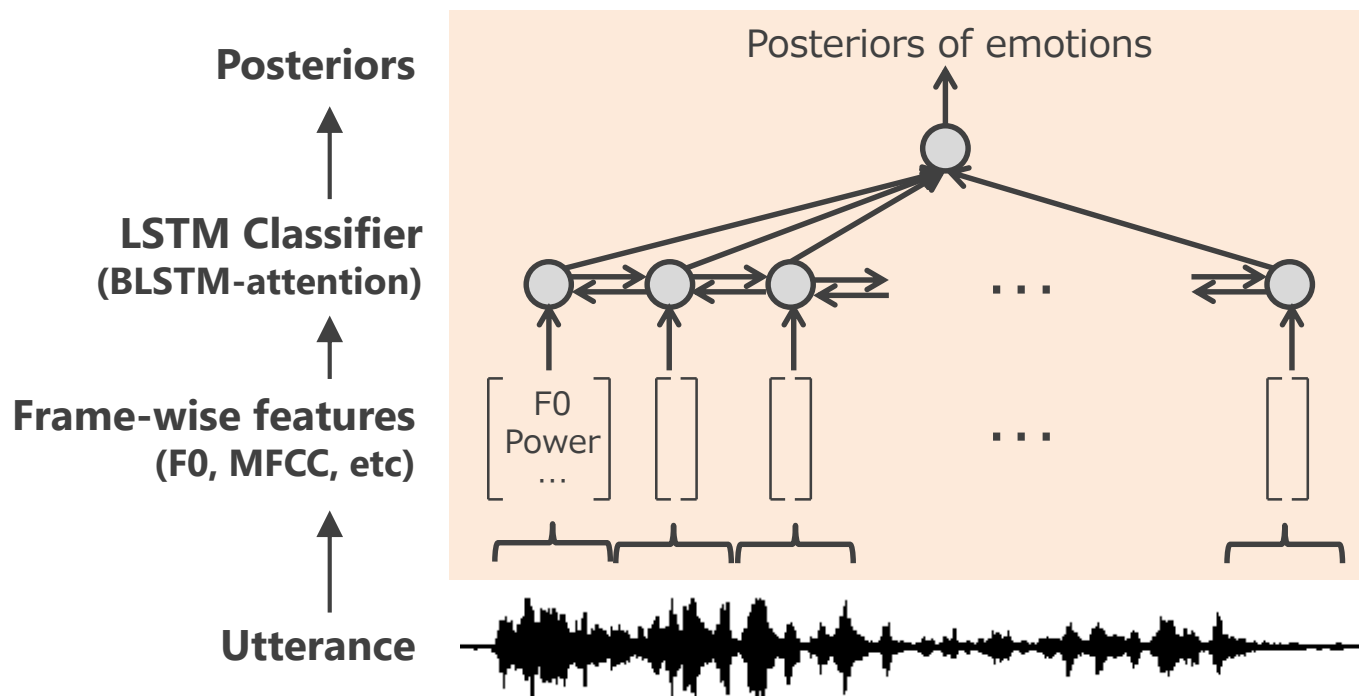 Posteriors of emotions
Posteriors
LSTM Classifier
(BLSTM-attention)
...
Frame-wise features
(F0, MFCC, etc)
F0
Power
...
...
Utterance